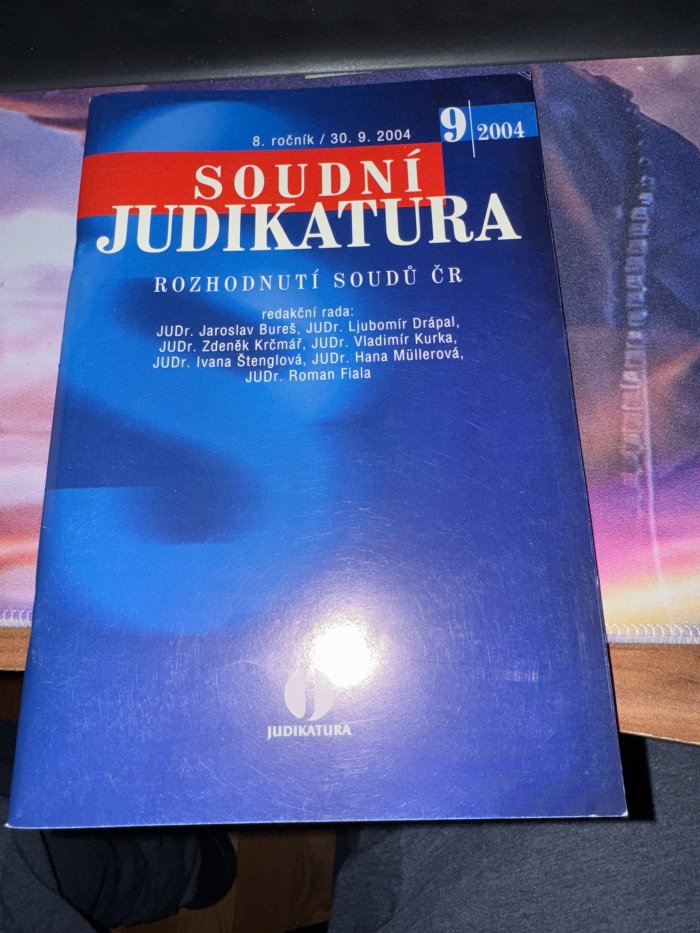 8. ročník / 30. 9. 2004
9 2004
SOUDNÍ
JUDIKATURA
ROZHODNUTÍ SOUDŮ ČR
redakční rada:
JUDr. Jaroslav Bureš, JUDr. Ljubomír Drápal,
JUDr. Zdeněk Krčmář, JUDr. Vladimír Kurka,
JUDr. Ivana Štenglová, JUDr. Hana Müllerová,
JUDr. Roman Fiala
JUDIKATURA